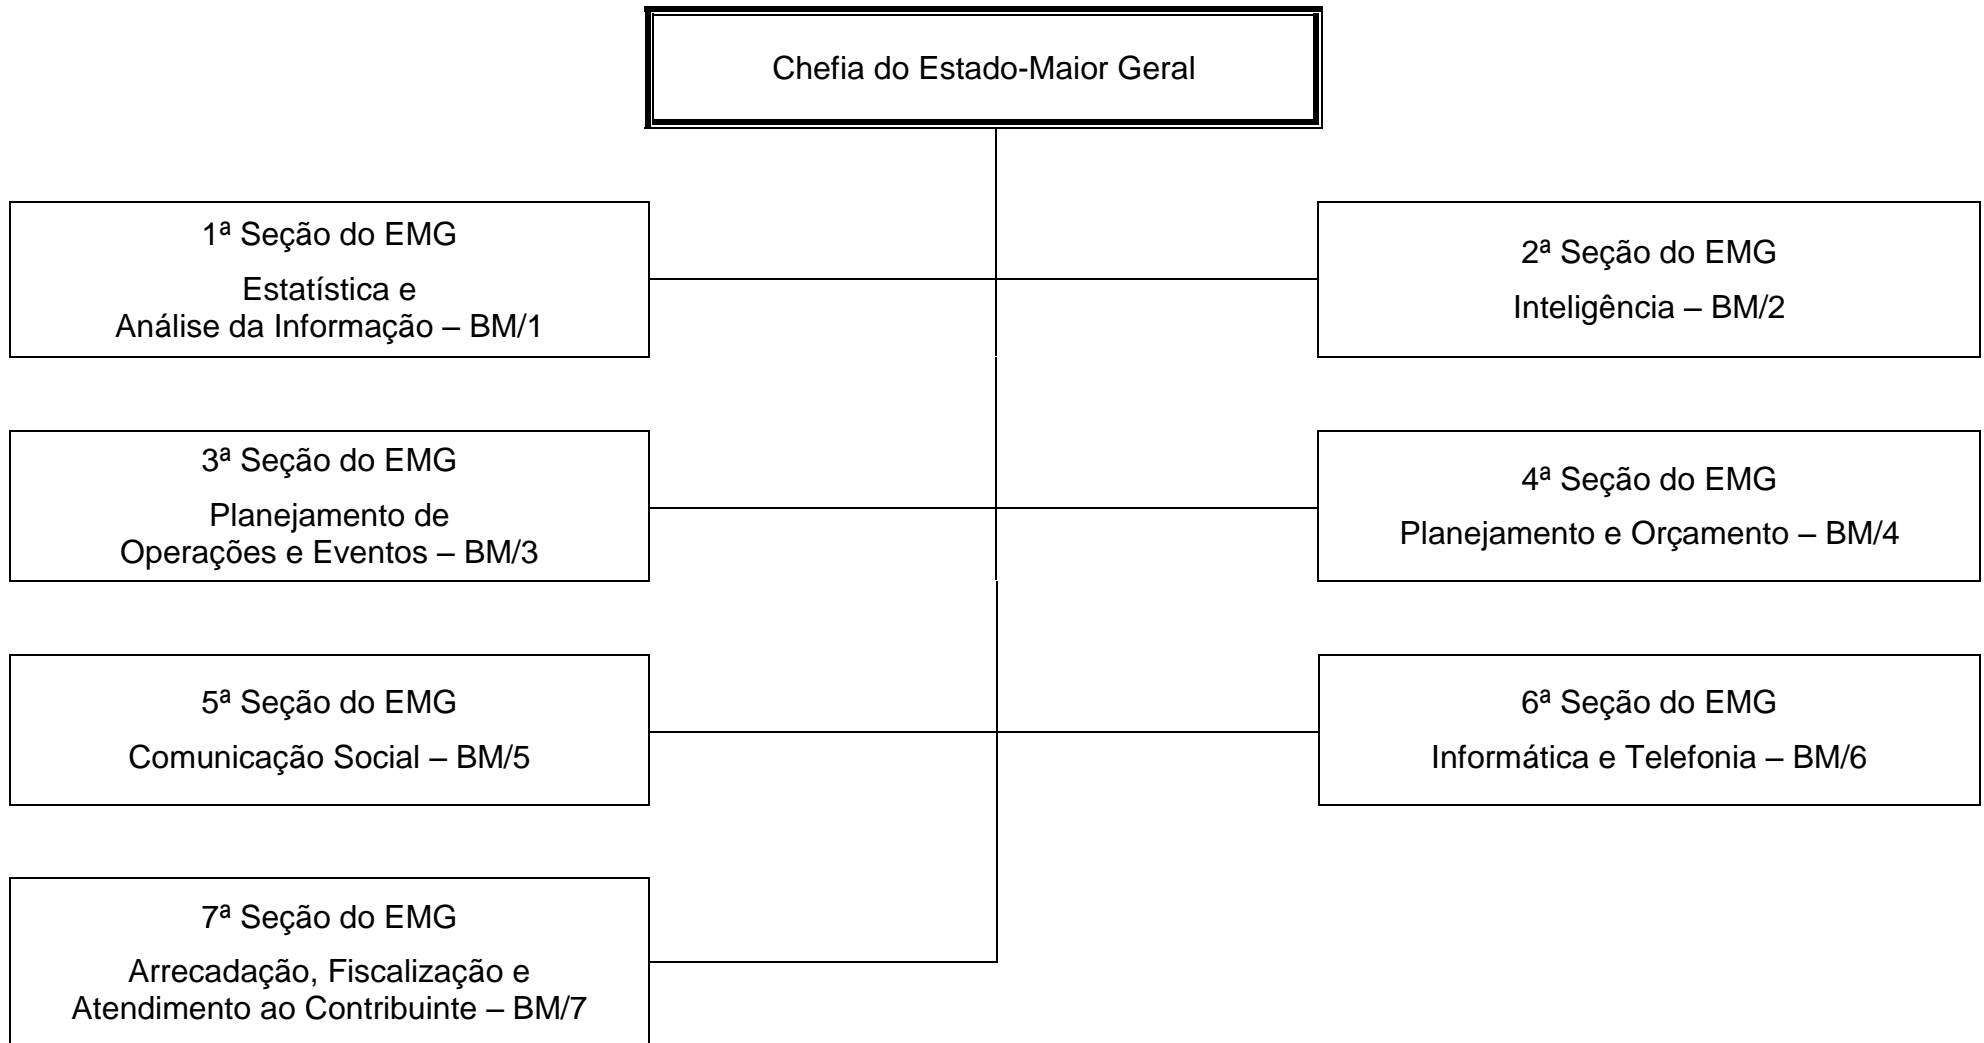 Chefia do Estado-Maior Geral
1ª Seção do EMG
Estatística e
Análise da Informação – BM/1
2ª Seção do EMG
Inteligência – BM/2
3ª Seção do EMG
Planejamento de
Operações e Eventos – BM/3
4ª Seção do EMG
Planejamento e Orçamento – BM/4
5ª Seção do EMG
Comunicação Social – BM/5
6ª Seção do EMG
Informática e Telefonia – BM/6
7ª Seção do EMG
Arrecadação, Fiscalização e
Atendimento ao Contribuinte – BM/7